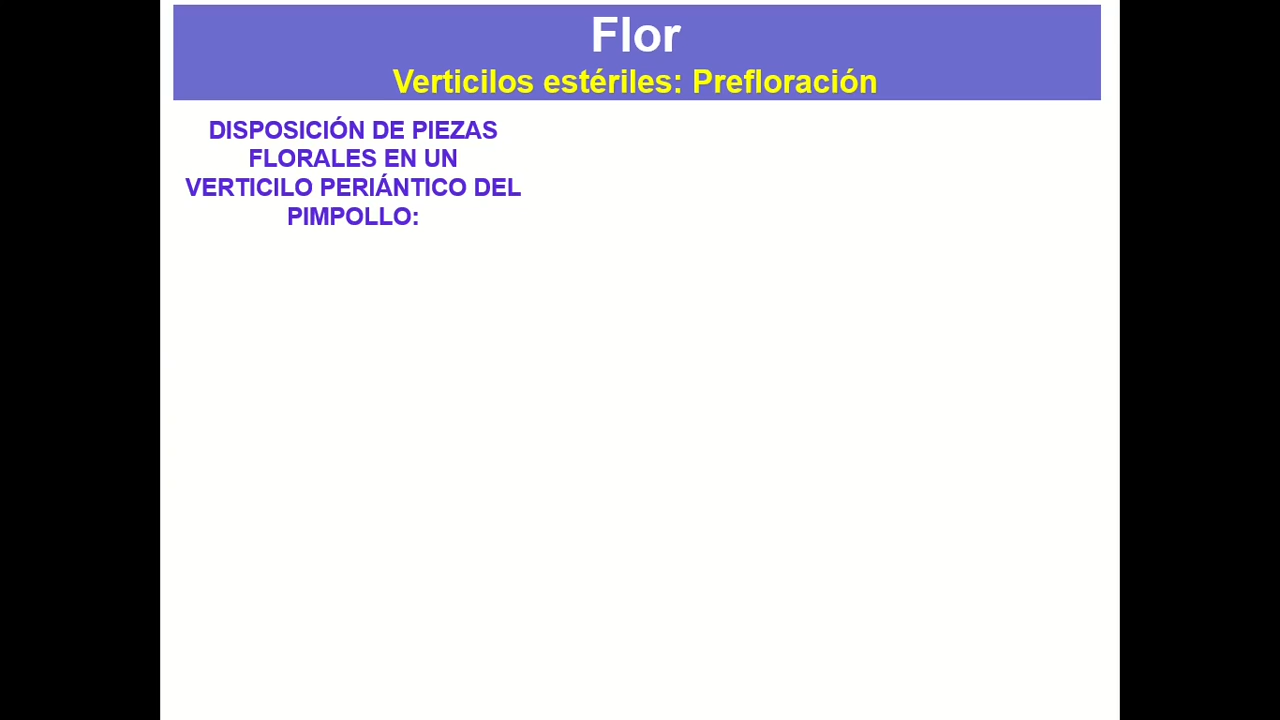 Flor
Verticilos estériles: Prefloración
DISPOSICIÓN DE PIEZAS
FLORALES EN UN
VERTICILO PERIÁNTICO DEL
PIMPOLLO: